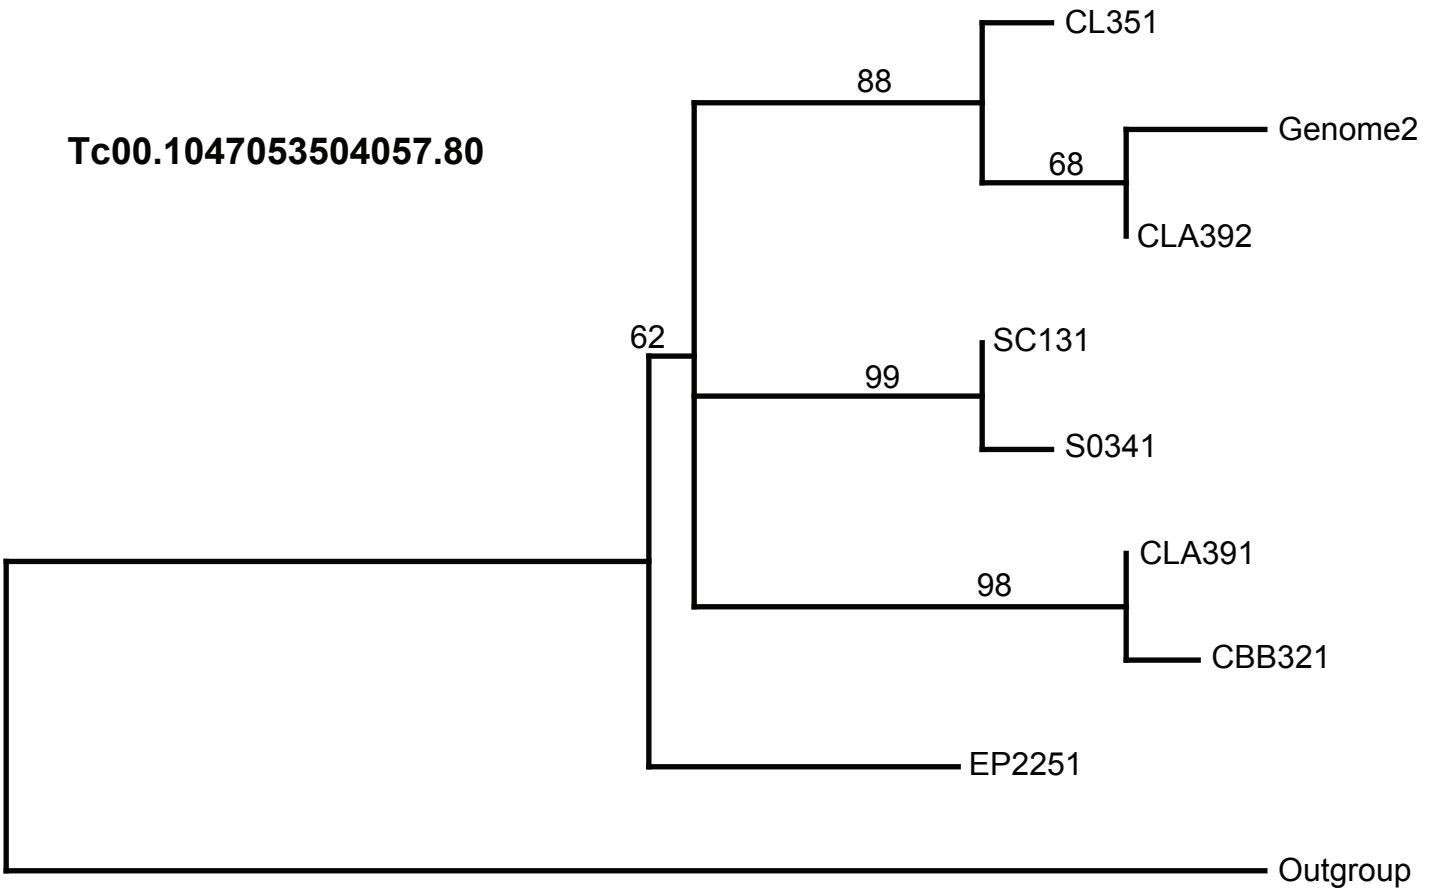 CL351
88
Genome2
Tc00.1047053504057.80
68
CLA392
62
SC131
99
S0341
CLA391
98
CBB321
EP2251
Outgroup